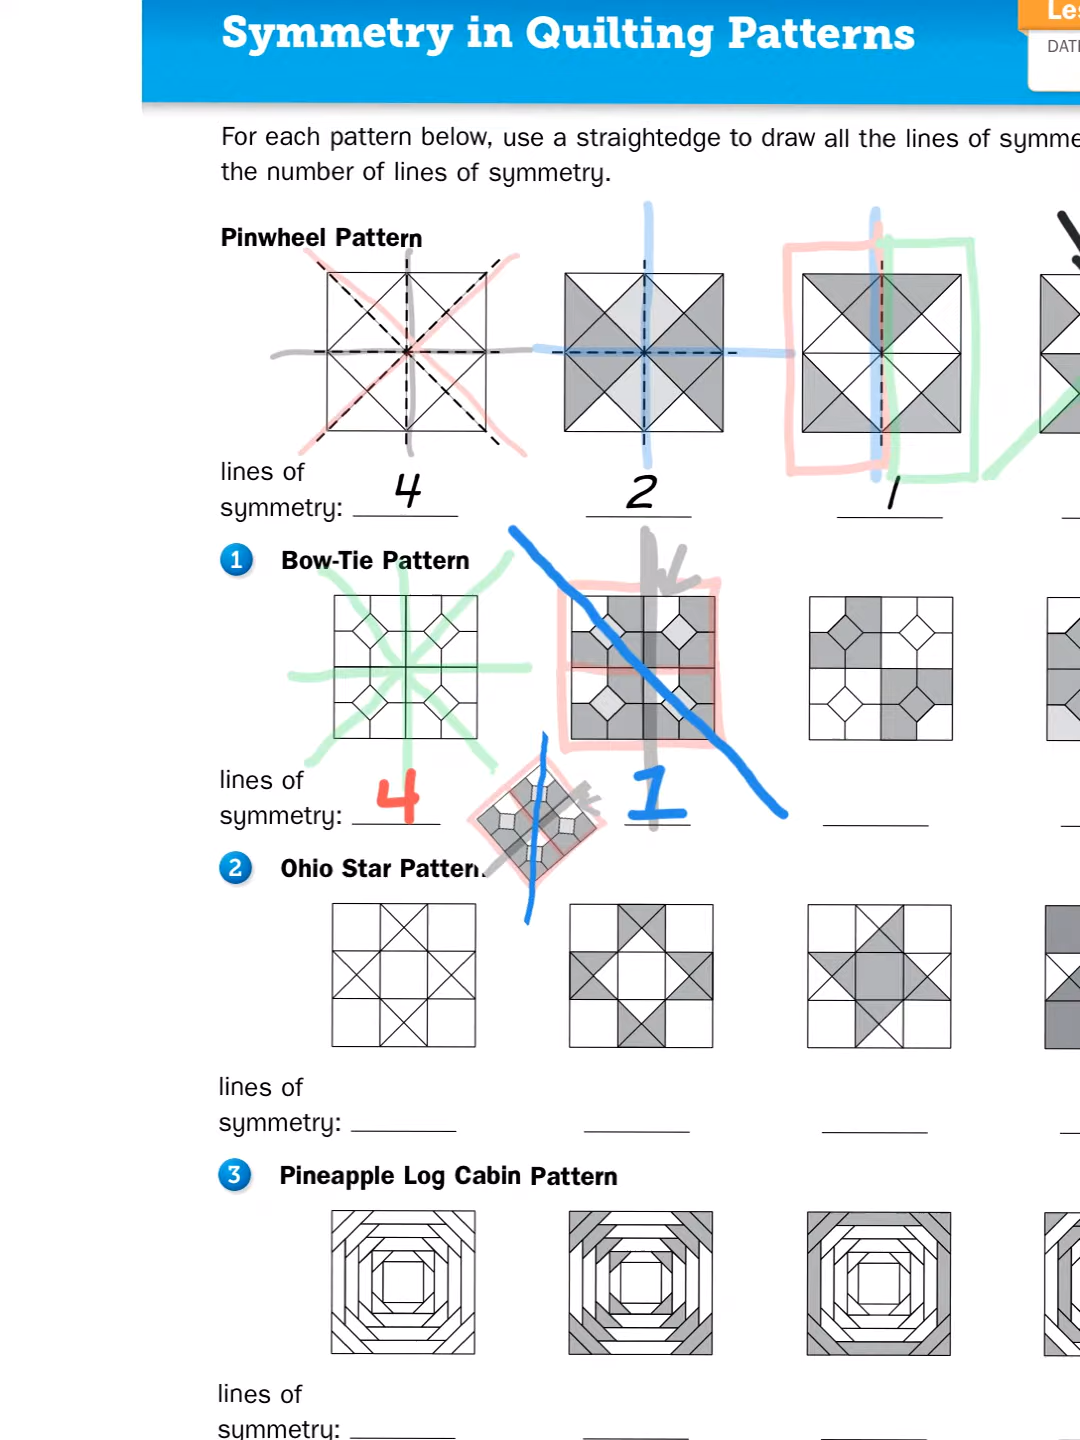 Symmetry in Quilting Patterns
DATE
For each pattern below, use a straightedge to draw all the lines of
the number of lines of symmetry.
Pinwheel Pattern
lines of
symmetry: 4 2 1
1 Bow-Tie Pattern
lines of
symmetry: 4 1
2 Ohio Star Pattern
lines of
symmetry:
3 Pineapple Log Cabin Pattern
lines of
symmetry: